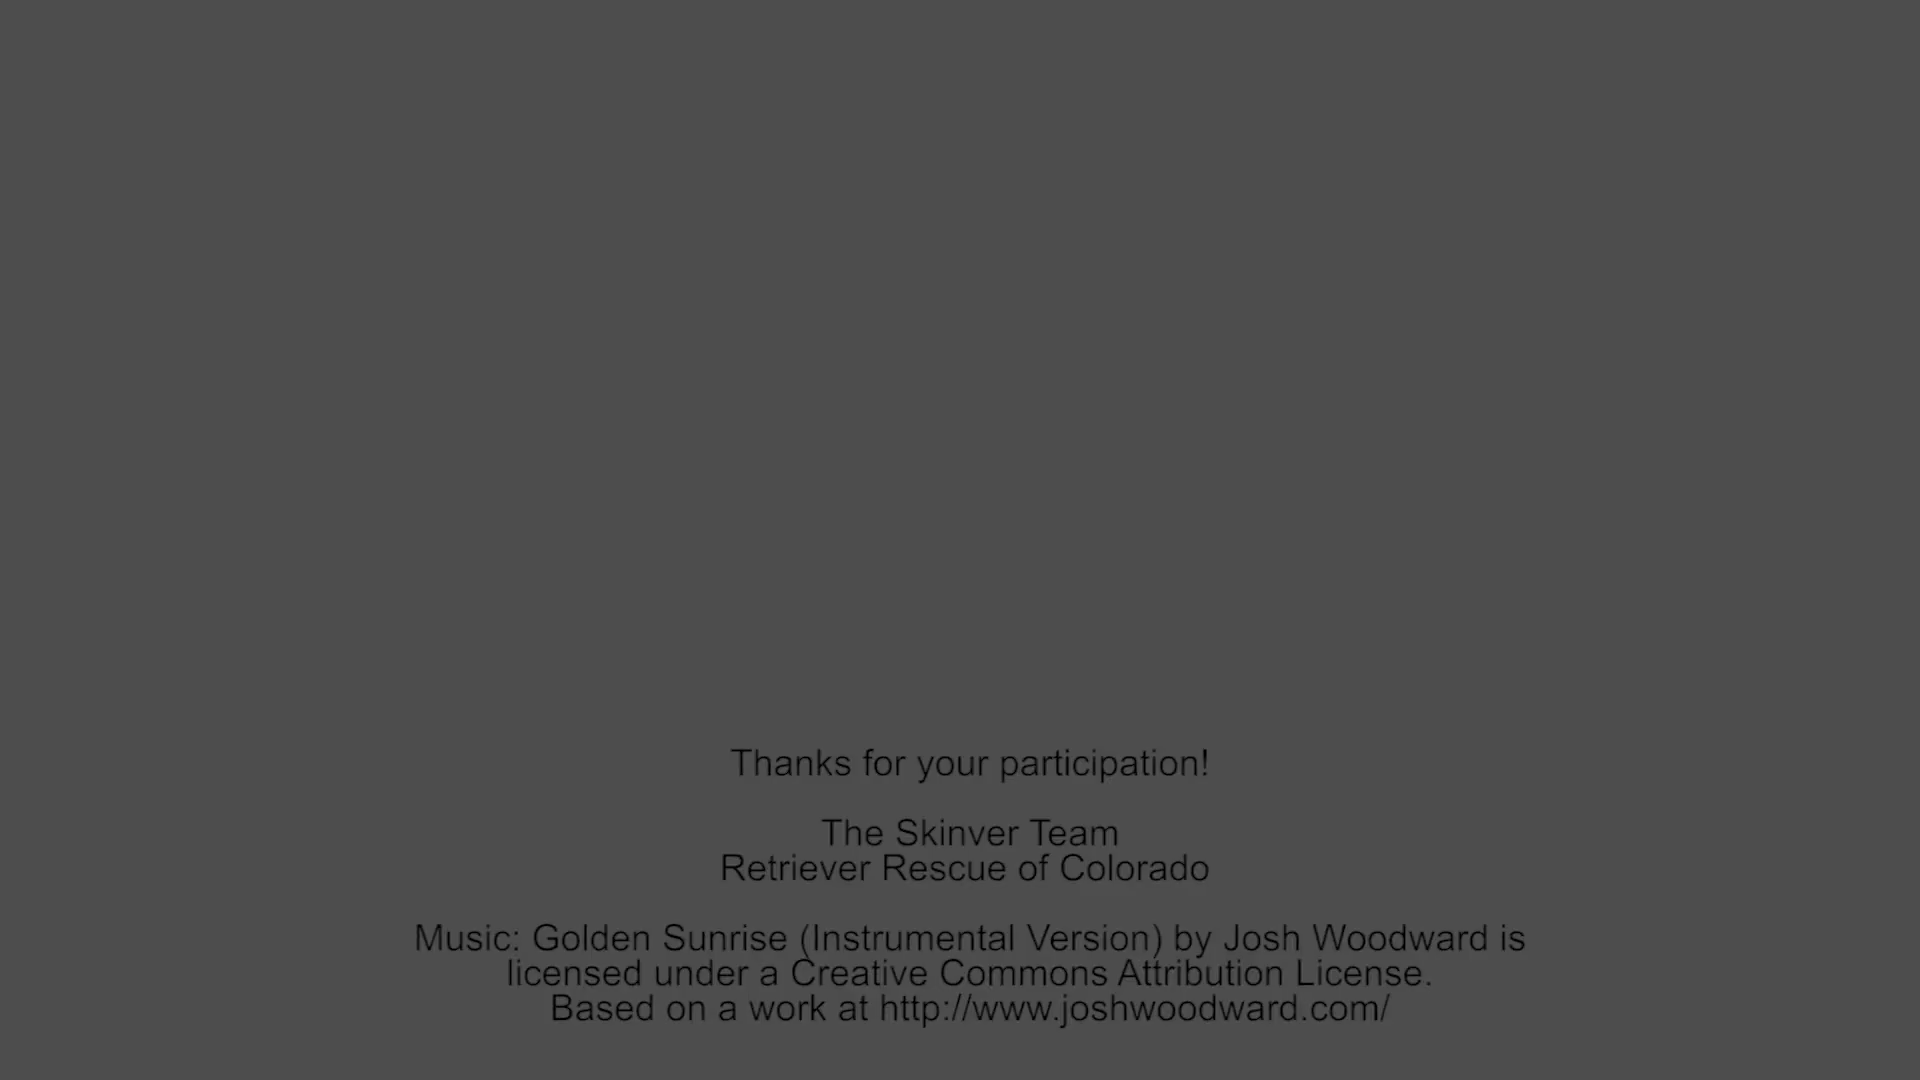 Thanks for your participation!
The Skinver Team
Retriever Rescue of Colorado
Music: Golden Sunrise (Instrumental Version) by Josh Woodward is
licensed under a Creative Commons Attribution License.
Based on a work at http://www.joshwoodward.com/